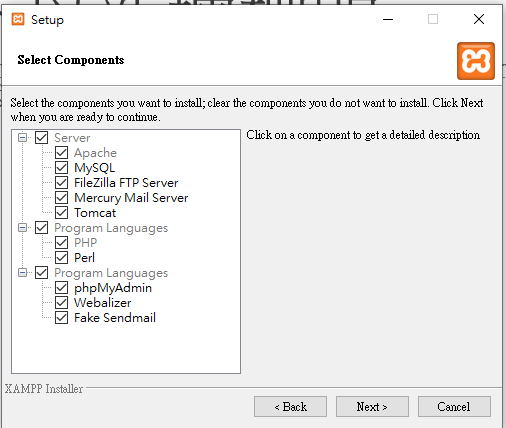 Setup
Select Components
Select the components you want to install; clear the components you do not want to install. Click Next
when you are ready to continue.
Server
Apache
MySQL
FileZilla FTP Server
Mercury Mail Server
Tomcat
Program Languages
PHP
Perl
Program Languages
phpMyAdmin
Webalizer
Fake Sendmail
Click on a component to get a detailed description
XAMPP Installer
< Back
Next >
Cancel